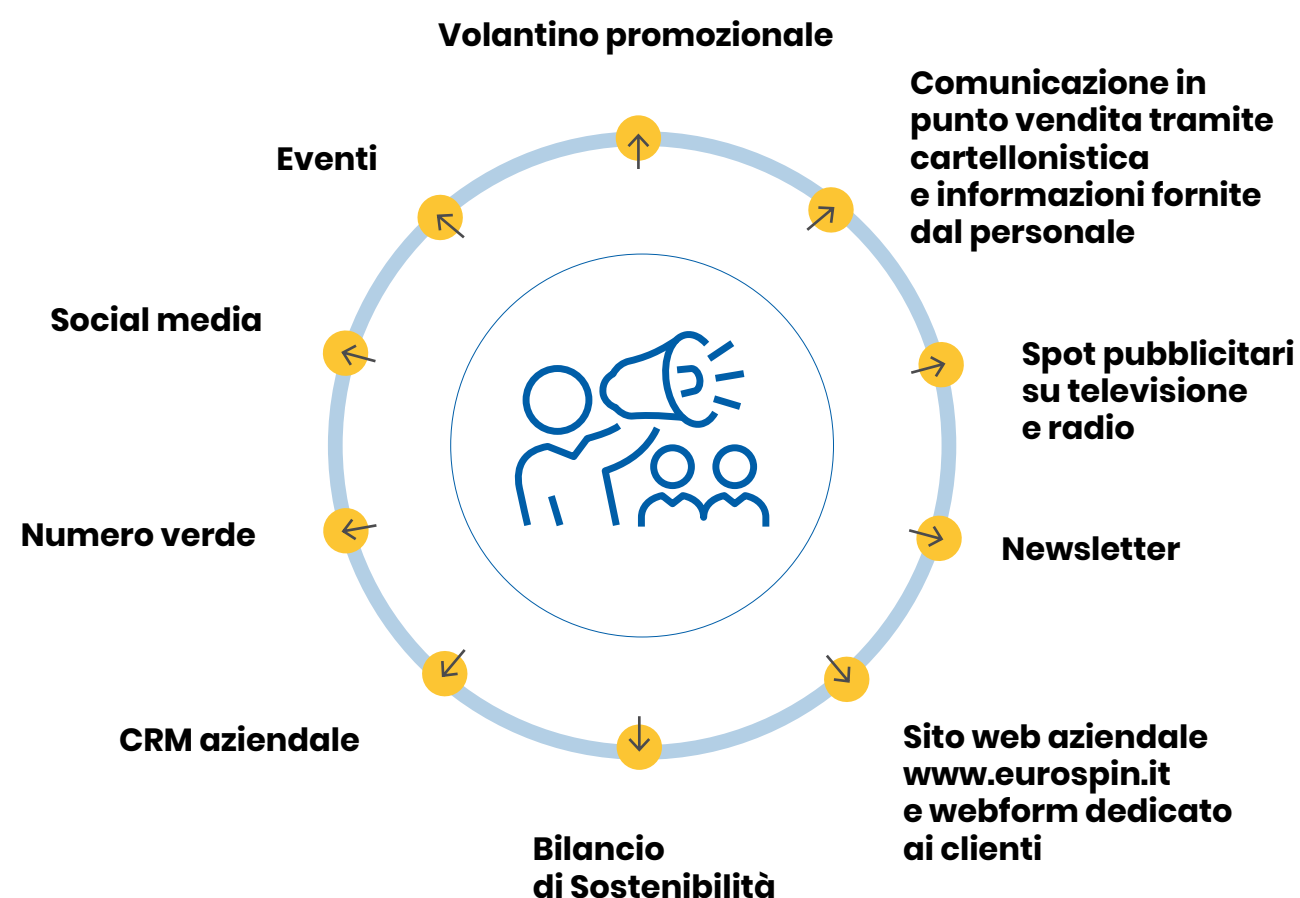 Volantino promozionale
Comunicazione in
punto vendita tramite
cartellonistica
e informazioni fornite
dal personale
Spot pubblicitari
su televisione
e radio
Newsletter
Sito web aziendale
www.eurospin.it
e webform dedicato
ai clienti
Bilancio
di Sostenibilità
CRM aziendale
Numero verde
Social media
Eventi